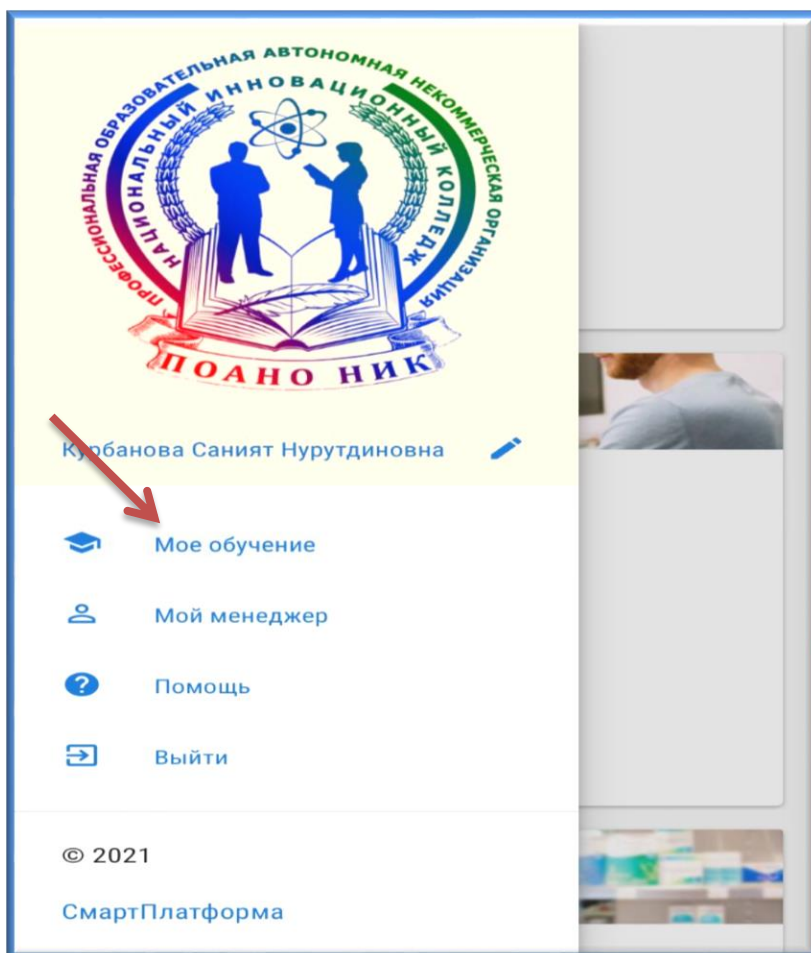 ПРОФЕССИОНАЛЬНАЯ ОБРАЗОВАТЕЛЬНАЯ АВТОНОМНАЯ НЕКОММЕРЧЕСКАЯ ОРГАНИЗАЦИЯ
НАЦИОНАЛЬНЫЙ ИННОВАЦИОННЫЙ КОЛЛЕДЖ
ПОАНО НИК
Курбанова Саният Нурутдиновна
Мое обучение
Мой менеджер
Помощь
Выйти
© 2021
СмартПлатформа